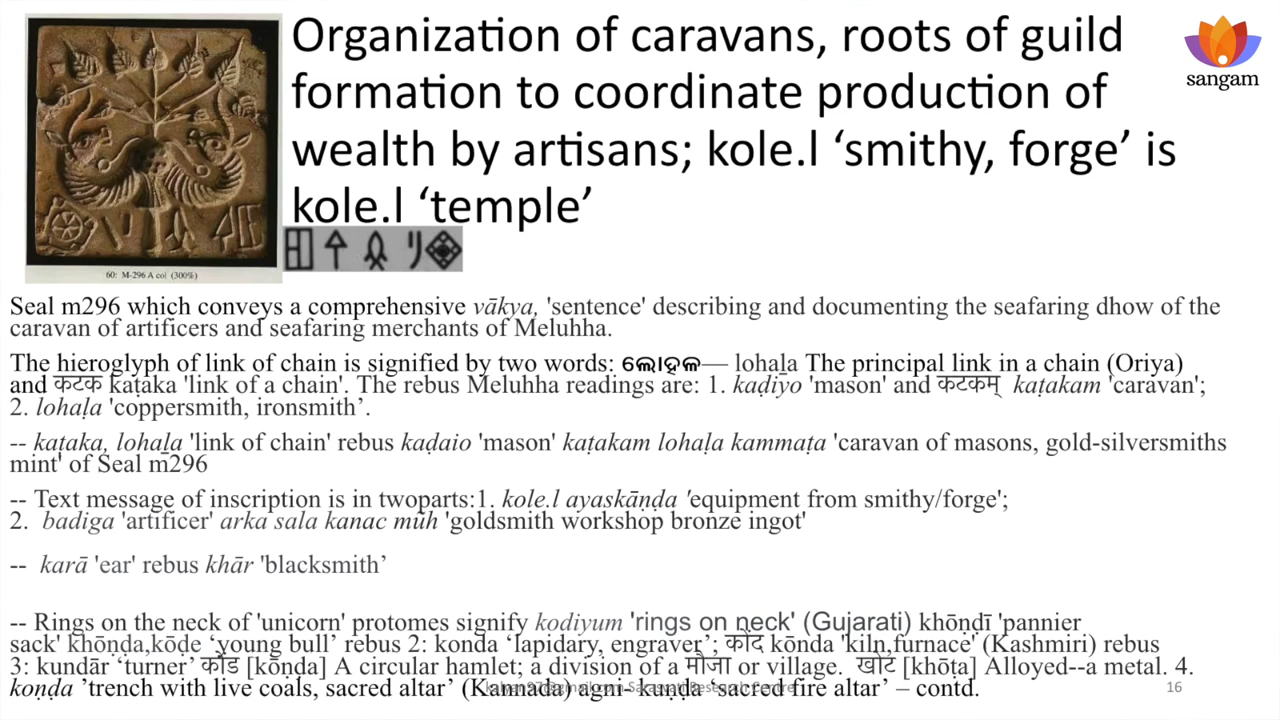 Organization of caravans, roots of guild
formation to coordinate production of
wealth by artisans; kole.l ‘smithy, forge’ is
kole.l ‘temple’
sangam
60: M-296 A col (300%)
Seal m296 which conveys a comprehensive vākya, 'sentence' describing and documenting the seafaring dhow of the
caravan of artificers and seafaring merchants of Meluhha.
The hieroglyph of link of chain is signified by two words: ଲୋହଳ— lohaḷa The principal link in a chain (Oriya)
and कटक kaṭaka 'link of a chain'. The rebus Meluhha readings are: 1. kaḍiyo 'mason' and कटकम् kaṭakam 'caravan';
2. lohaḷa 'coppersmith, ironsmith’.
-- kaṭaka, lohaḷa 'link of chain' rebus kaḍaio 'mason' kaṭakam lohaḷa kammaṭa 'caravan of masons, gold-silversmiths
mint' of Seal m296
-- Text message of inscription is in twoparts:1. kole.l ayaskāṇḍa 'equipment from smithy/forge';
2. badiga 'artificer' arka sala kanac mūh 'goldsmith workshop bronze ingot'
-- karā 'ear' rebus khār 'blacksmith’
-- Rings on the neck of 'unicorn' protomes signify kodiyum 'rings on neck' (Gujarati) khōṇḍī 'pannier
sack' khōṇḍa,kōḍe ‘young bull’ rebus 2: konda ‘lapidary, engraver’; कोंद kōnda 'kiln,furnace' (Kashmiri) rebus
3: kundār ‘turner’ कोंड [kōṇḍa] A circular hamlet; a division of a मौजा or village. खोट [khōṭa] Alloyed--a metal. 4.
koṇḍa ’trench with live coals, sacred altar’ (Kannada) agni- kuṇḍa ‘sacred fire altar’ – contd.
16